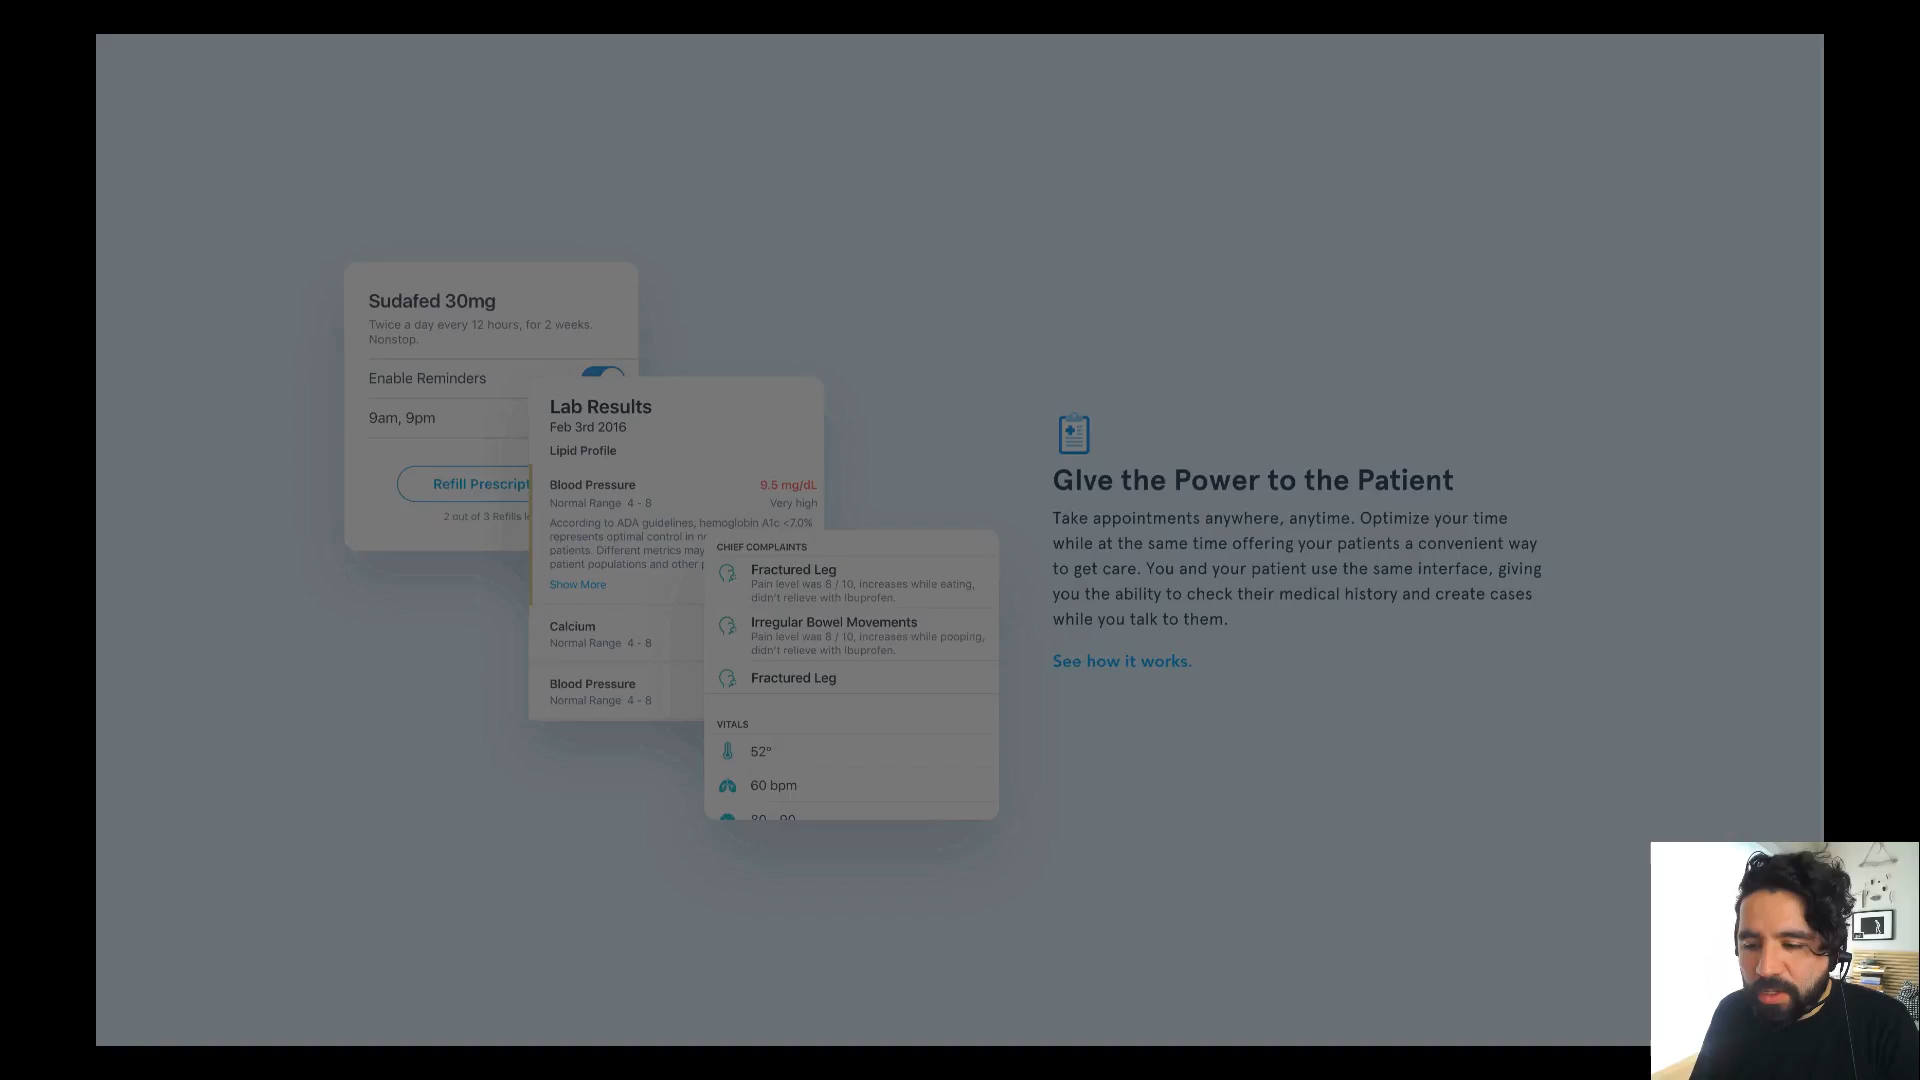 Sudafed 30mg
Twice a day every 12 hours, for 2 weeks.
Nonstop.
Enable Reminders
9am, 9pm
Refill Prescript
2 out of 3 Refills
Lab Results
Feb 3rd 2016
Lipid Profile
Blood Pressure 9.5 mg/dL
Normal Range 4 - 8 Very high
According to ADA guidelines, hemoglobin A1c <7.0%
represents optimal control in
patients. Different metrics may
patient populations and other
Show More
Calcium
Normal Range 4 - 8
Blood Pressure
Normal Range 4 - 8
CHIEF COMPLAINTS
Fractured Leg
Pain level was 8 / 10, increases while eating,
didn't relieve with Ibuprofen.
Irregular Bowel Movements
Pain level was 8 / 10, increases while pooping,
didn't relieve with Ibuprofen.
Fractured Leg
VITALS
52°
60 bpm
80 - 90
GIve the Power to the Patient
Take appointments anywhere, anytime. Optimize your time
while at the same time offering your patients a convenient way
to get care. You and your patient use the same interface, giving
you the ability to check their medical history and create cases
while you talk to them.
See how it works.